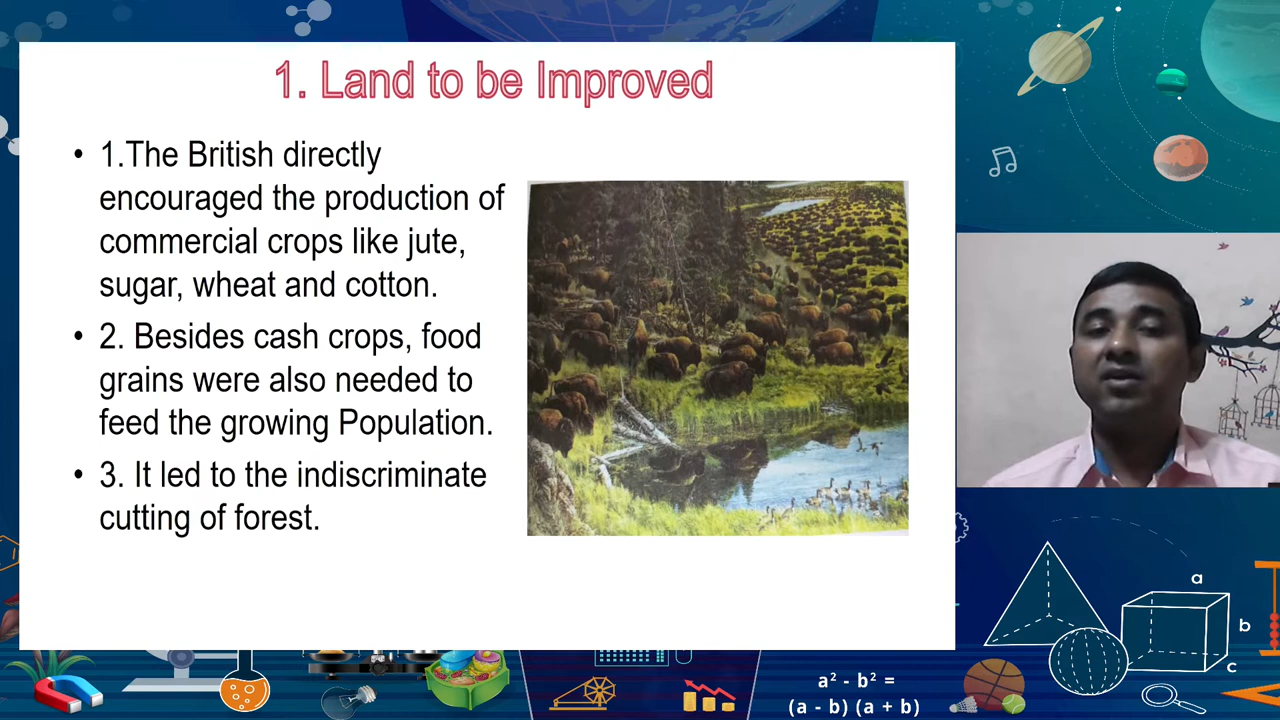 1. Land to be Improved
• 1.The British directly
encouraged the production of
commercial crops like jute,
sugar, wheat and cotton.
• 2. Besides cash crops, food
grains were also needed to
feed the growing Population.
• 3. It led to the indiscriminate
cutting of forest.
a
b
c
a² - b² =
(a - b) (a + b)